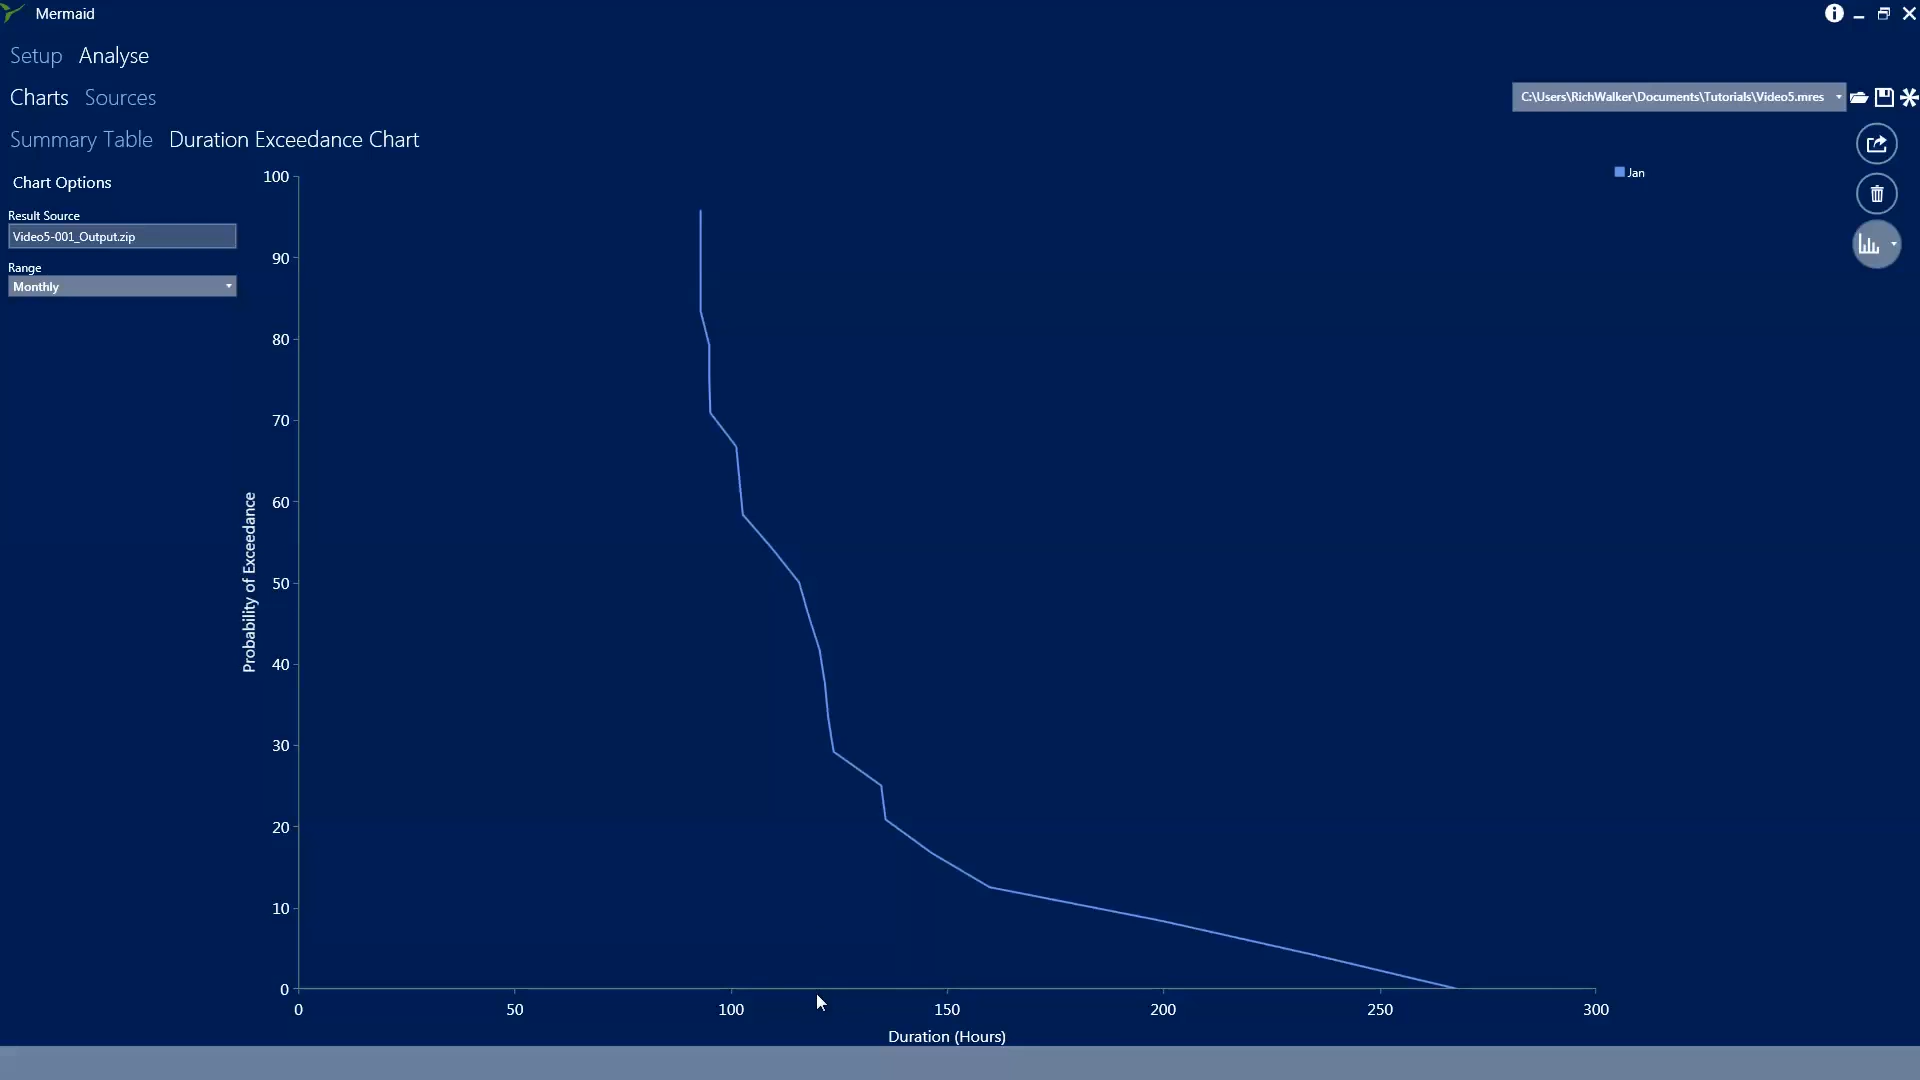 Mermaid
Setup Analyse
Charts Sources
C:\Users\RichWalker\Documents\Tutorials\Video5.mres
Summary Table Duration Exceedance Chart
Chart Options
Result Source
Video5-001_Output.zip
Range
Monthly
Jan
Probability of Exceedance
100
90
80
70
60
50
40
30
20
10
0
0 50 100 150 200 250 300
Duration (Hours)